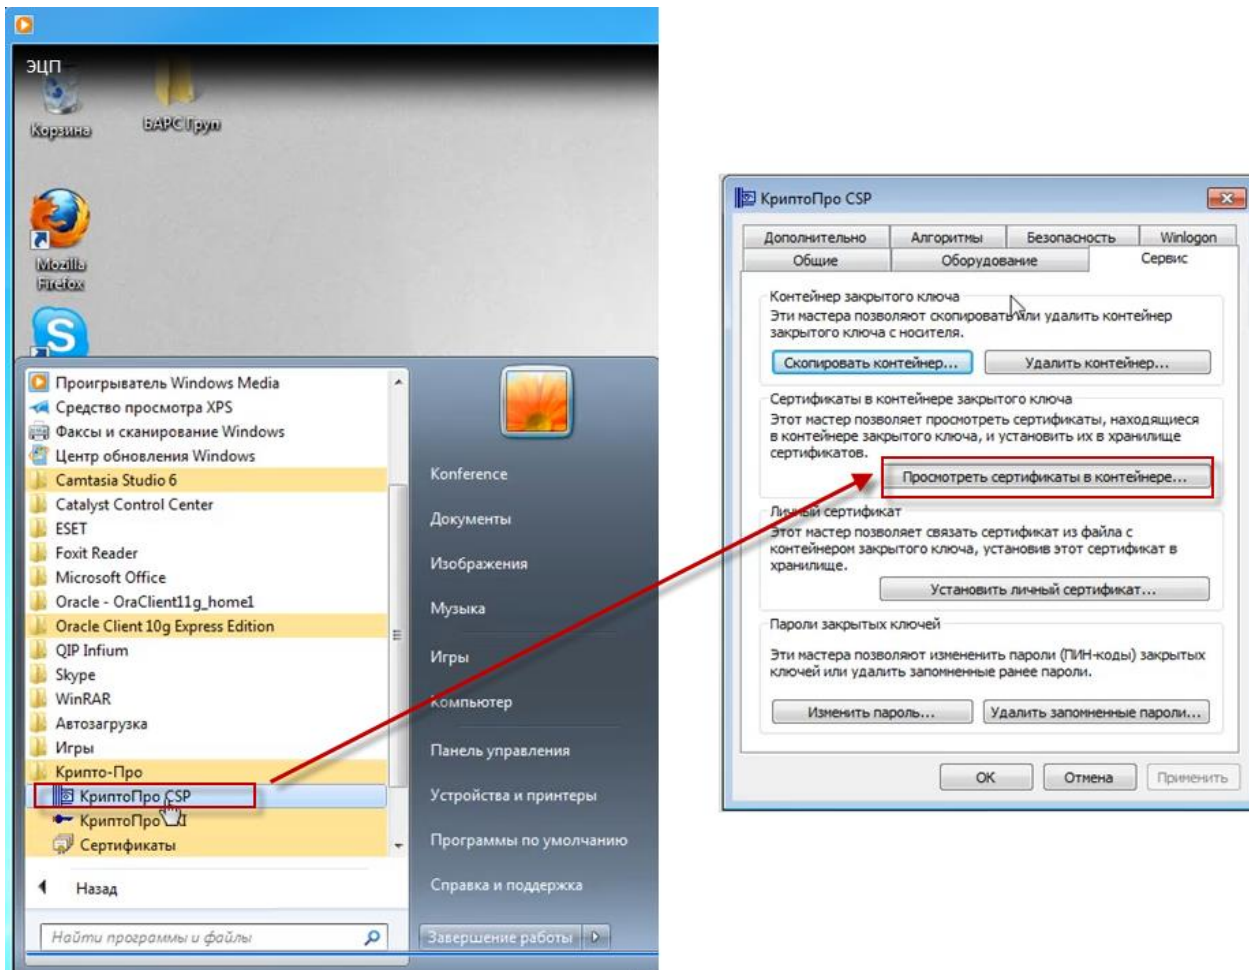 ЭЦП
Корзина
БАРС Груп
Mozilla
Firefox
Проигрыватель Windows Media
Средство просмотра XPS
Факсы и сканирование Windows
Центр обновления Windows
Camtasia Studio 6
Catalyst Control Center
ESET
Foxit Reader
Microsoft Office
Oracle - OraClient11g_home1
Oracle Client 10g Express Edition
QIP Infium
Skype
WinRAR
Автозагрузка
Игры
Крипто-Про
КриптоПро CSP
КриптоПро
Сертификаты
Назад
Найти программы и файлы
Konference
Документы
Изображения
Музыка
Игры
Компьютер
Панель управления
Устройства и принтеры
Программы по умолчанию
Справка и поддержка
Завершение работы
КриптоПро CSP
Дополнительно Алгоритмы Безопасность Winlogon
Общие Оборудование Сервис
Контейнер закрытого ключа
Эти мастера позволяют скопировать или удалить контейнер
закрытого ключа с носителя.
Скопировать контейнер... Удалить контейнер...
Сертификаты в контейнере закрытого ключа
Этот мастер позволяет просмотреть сертификаты, находящиеся
в контейнере закрытого ключа, и установить их в хранилище
сертификатов.
Просмотреть сертификаты в контейнере...
Личный сертификат
Этот мастер позволяет связать сертификат из файла с
контейнером закрытого ключа, установив этот сертификат в
хранилище.
Установить личный сертификат...
Пароли закрытых ключей
Эти мастера позволяют измененить пароли (ПИН-коды) закрытых
ключей или удалить запомненные ранее пароли.
Изменить пароль... Удалить запомненные пароли...
OK Отмена Применить